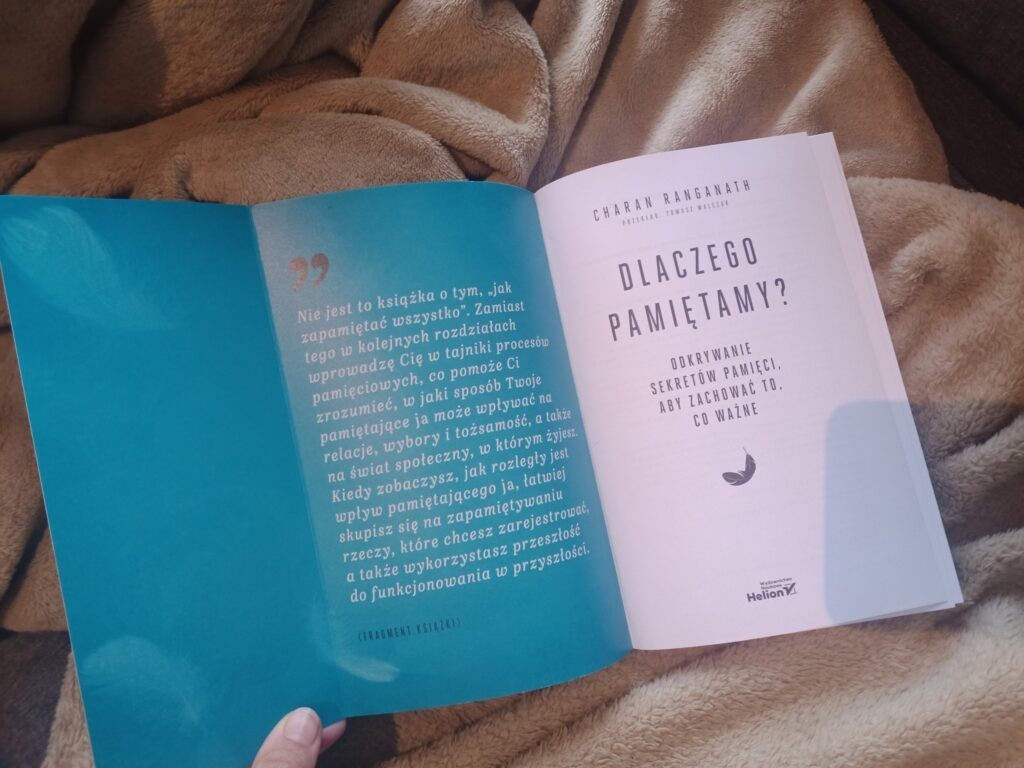 ”
Nie jest to książka o tym, „jak
zapamiętać wszystko”. Zamiast
tego w kolejnych rozdziałach
wprowadzę Cię w tajniki procesów
pamięciowych, co pomoże Ci
zrozumieć, w jaki sposób Twoje
pamiętające ja może wpływać na
relacje, wybory i tożsamość, a także
na świat społeczny, w którym żyjesz.
Kiedy zobaczysz, jak rozległy jest
wpływ pamiętającego ja, łatwiej
skupisz się na zapamiętywaniu
rzeczy, które chcesz zarejestrować,
a także wykorzystasz przeszłość
do funkcjonowania w przyszłości.
(FRAGMENT KSIĄŻKI)
CHARAN RANGANATH
PRZEKŁAD: TOMASZ WALCZAK
DLACZEGO
PAMIĘTAMY?
ODKRYWANIE
SEKRETÓW PAMIĘCI,
ABY ZACHOWAĆ TO,
CO WAŻNE
Wydawnictwo
Naukowe
Helion